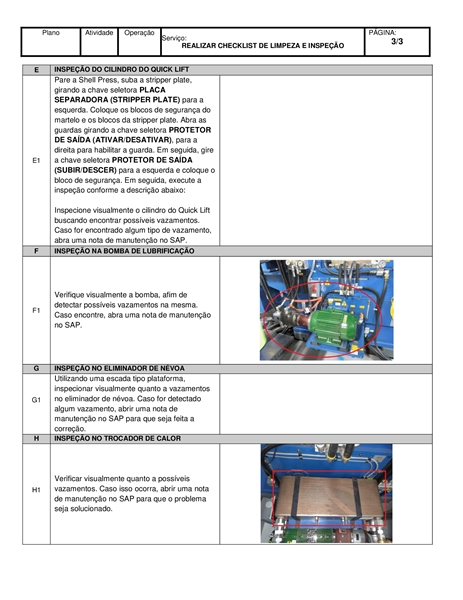 Plano
Atividade
Operação
Serviço:
REALIZAR CHECKLIST DE LIMPEZA E INSPEÇÃO
PÁGINA:
3/3
E
INSPEÇÃO DO CILINDRO DO QUICK LIFT
E1
Pare a Shell Press, suba a stripper plate,
girando a chave seletora PLACA
SEPARADORA (STRIPPER PLATE) para a
esquerda. Coloque os blocos de segurança do
martelo e os blocos da stripper plate. Abra as
guardas girando a chave seletora PROTETOR
DE SAÍDA (ATIVAR/DESATIVAR), para a
direita para habilitar a guarda. Em seguida, gire
a chave seletora PROTETOR DE SAÍDA
(SUBIR/DESCER) para a esquerda e coloque o
bloco de segurança. Em seguida, execute a
inspeção conforme a descrição abaixo:
Inspecione visualmente o cilindro do Quick Lift
buscando encontrar possíveis vazamentos.
Caso for encontrado algum tipo de vazamento,
abra uma nota de manutenção no SAP.
F
INSPEÇÃO NA BOMBA DE LUBRIFICAÇÃO
F1
Verifique visualmente a bomba, afim de
detectar possíveis vazamentos na mesma.
Caso encontre, abra uma nota de manutenção
no SAP.
G
INSPEÇÃO NO ELIMINADOR DE NÉVOA
G1
Utilizando uma escada tipo plataforma,
inspecionar visualmente quanto a vazamentos
no eliminador de névoa. Caso for detectado
algum vazamento, abrir uma nota de
manutenção no SAP para que seja feita a
correção.
H
INSPEÇÃO NO TROCADOR DE CALOR
H1
Verificar visualmente quanto a possíveis
vazamentos. Caso isso ocorra, abrir uma nota
de manutenção no SAP para que o problema
seja solucionado.